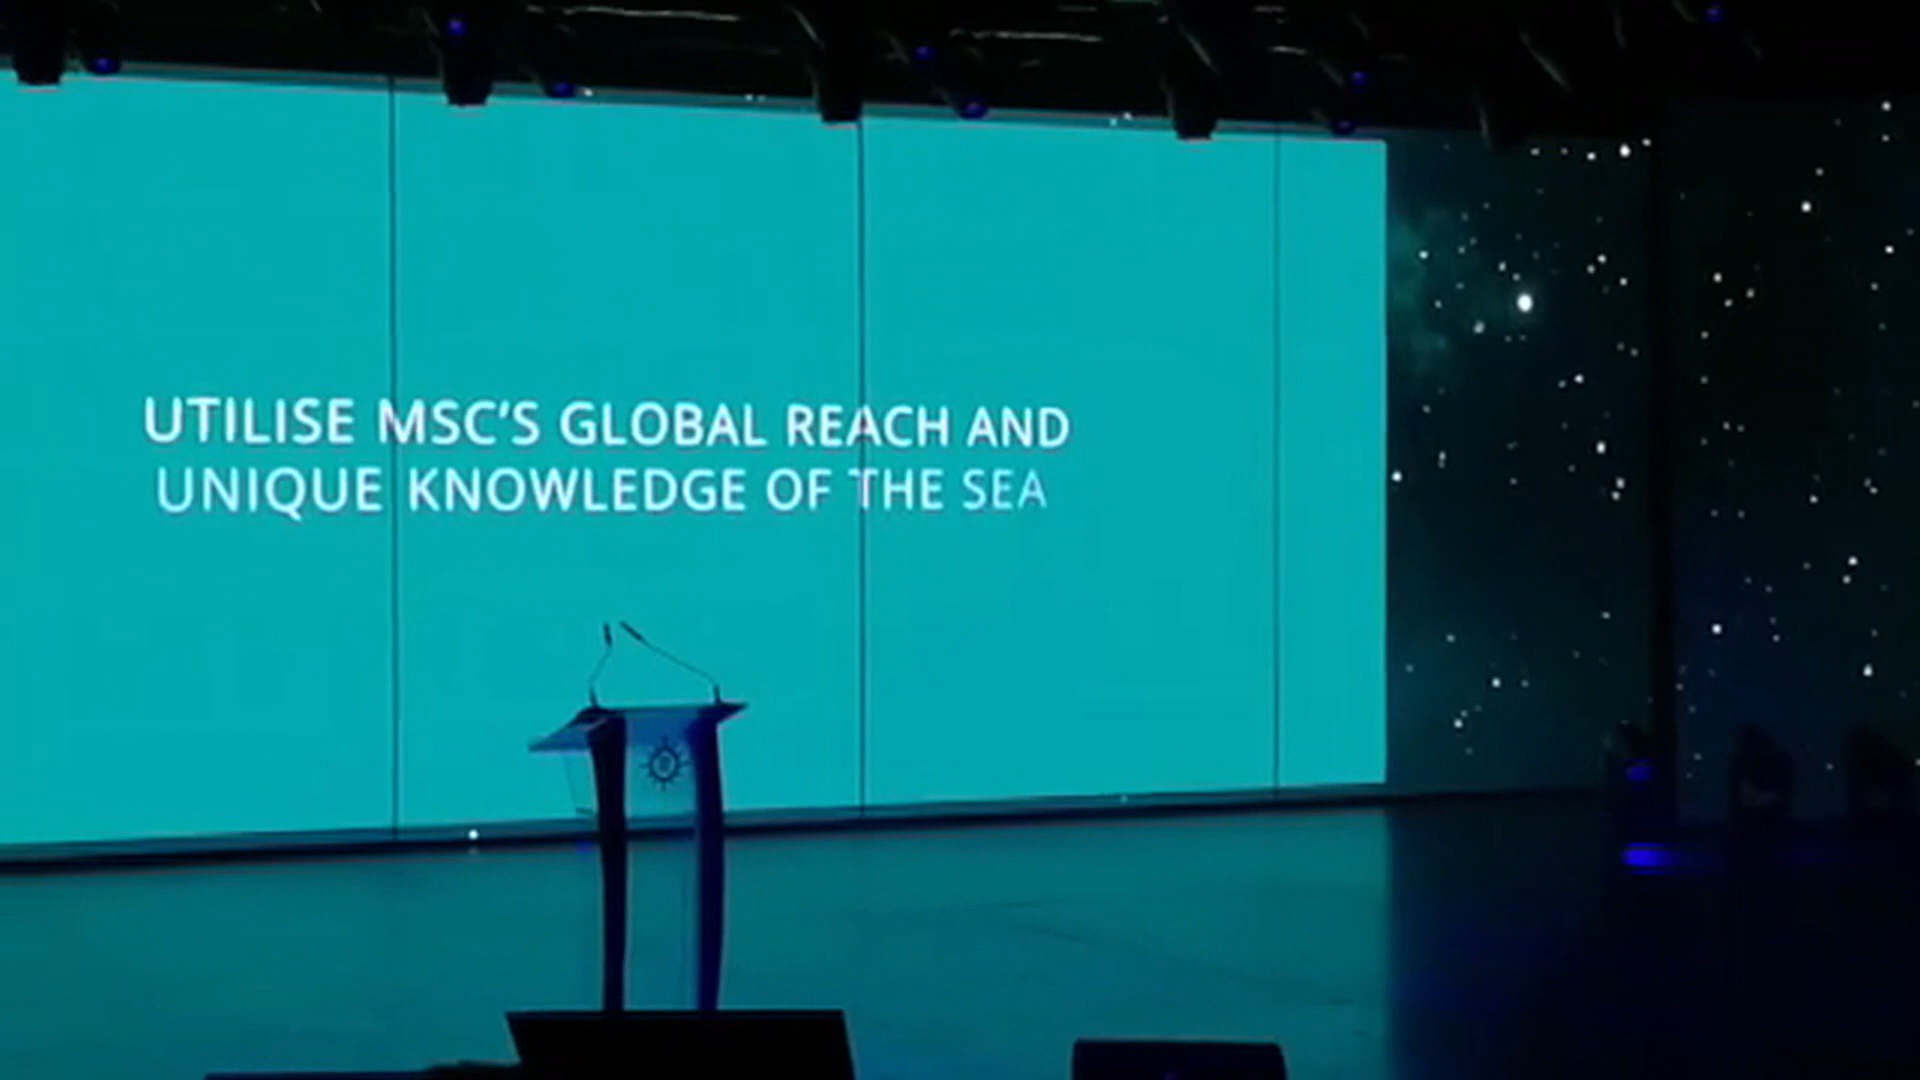 UTILISE MSC'S GLOBAL REACH AND
UNIQUE KNOWLEDGE OF THE SEA